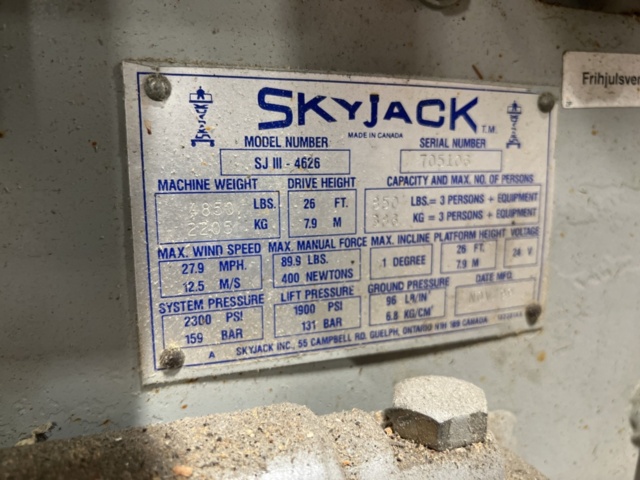 SKYJACK T.M.
MADE IN CANADA
Frihjulsven
MODEL NUMBER SERIAL NUMBER
SJ III - 4626
MACHINE WEIGHT DRIVE HEIGHT CAPACITY AND MAX. NO. OF PERSONS
LBS. 26 FT. LBS.= 3 PERSONS + EQUIPMENT
KG 7.9 M KG = 3 PERSONS + EQUIPMENT
MAX. WIND SPEED MAX. MANUAL FORCE MAX. INCLINE PLATFORM HEIGHT VOLTAGE
27.9 MPH. 89.9 LBS. 1 DEGREE 26 FT. 24 V
12.5 M/S 400 NEWTONS 7.9 M
SYSTEM PRESSURE LIFT PRESSURE GROUND PRESSURE DATE MFG.
2300 PSI 1900 PSI 96 LB/IN²
159 BAR 131 BAR 6.8 KG/CM²
A SKYJACK INC., 55 CAMPBELL RD. GUELPH, ONTARIO N1H 1B9 CANADA